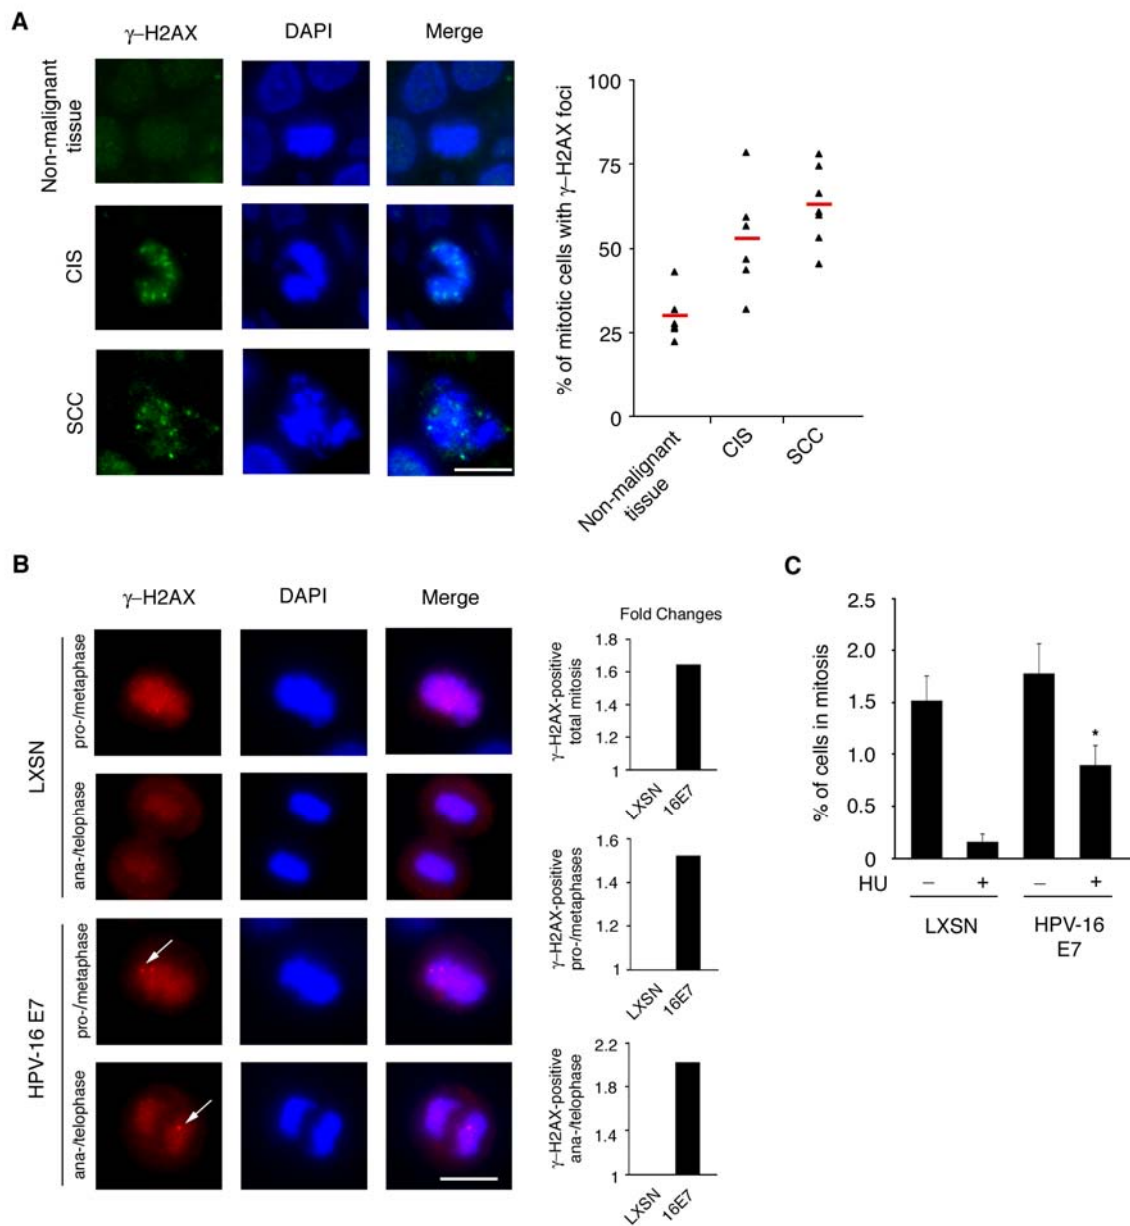 A
γ–H2AX
DAPI
Merge
Non-malignant
tissue
CIS
SCC
% of mitotic cells with γ–H2AX foci
100
75
50
25
0
Non-malignant
tissue
CIS
SCC
B
γ–H2AX
DAPI
Merge
LXSN
pro-/metaphase
ana-/telophase
HPV-16 E7
pro-/metaphase
ana-/telophase
Fold Changes
γ–H2AX-positive
total mitosis
1.8
1.6
1.4
1.2
1
LXSN
16E7
γ–H2AX-positive
pro-/metaphases
1.6
1.4
1.2
1
LXSN
16E7
γ–H2AX-positive
ana-/telophase
2.2
1.8
1.4
1
LXSN
16E7
C
% of cells in mitosis
2.5
2.0
1.5
1.0
0.5
0
*
HU – + – +
LXSN
HPV-16
E7